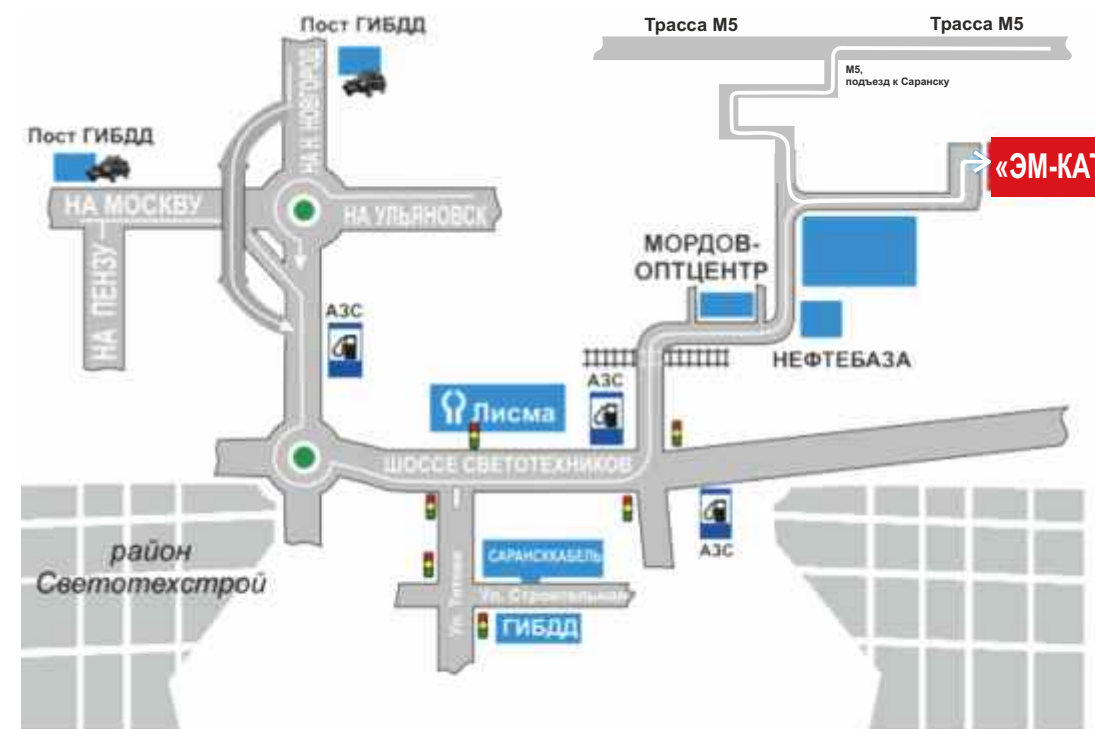 Пост ГИБДД
Трасса М5
Трасса М5
М5,
подъезд к Саранску
Пост ГИБДД
НА Н. НОВГОРОД
«ЭМ-КАТ
НА МОСКВУ
НА УЛЬЯНОВСК
НА ПЕНЗУ
МОРДОВ-
ОПТЦЕНТР
АЗС
НЕФТЕБАЗА
АЗС
Лисма
ШОССЕ СВЕТОТЕХНИКОВ
АЗС
район
Светотехстрой
САРАНСККАБЕЛЬ
Ул. Титова
Ул. Строительная
ГИБДД